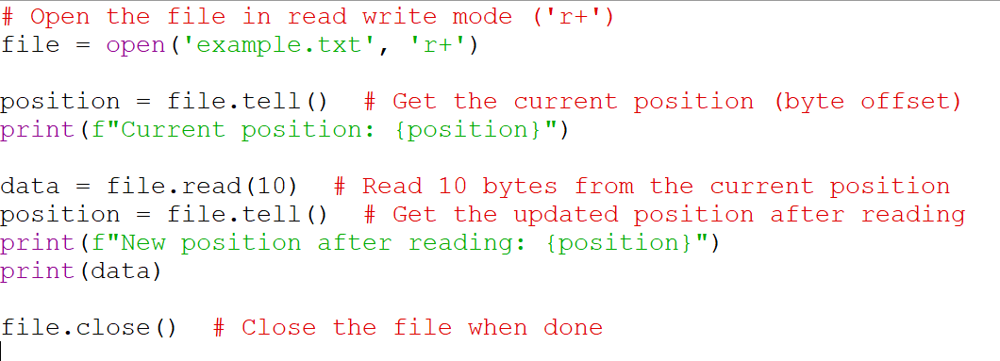 # Open the file in read write mode ('r+')
file = open('example.txt', 'r+')
position = file.tell()  # Get the current position (byte offset)
print(f"Current position: {position}")
data = file.read(10)  # Read 10 bytes from the current position
position = file.tell()  # Get the updated position after reading
print(f"New position after reading: {position}")
print(data)
file.close()  # Close the file when done